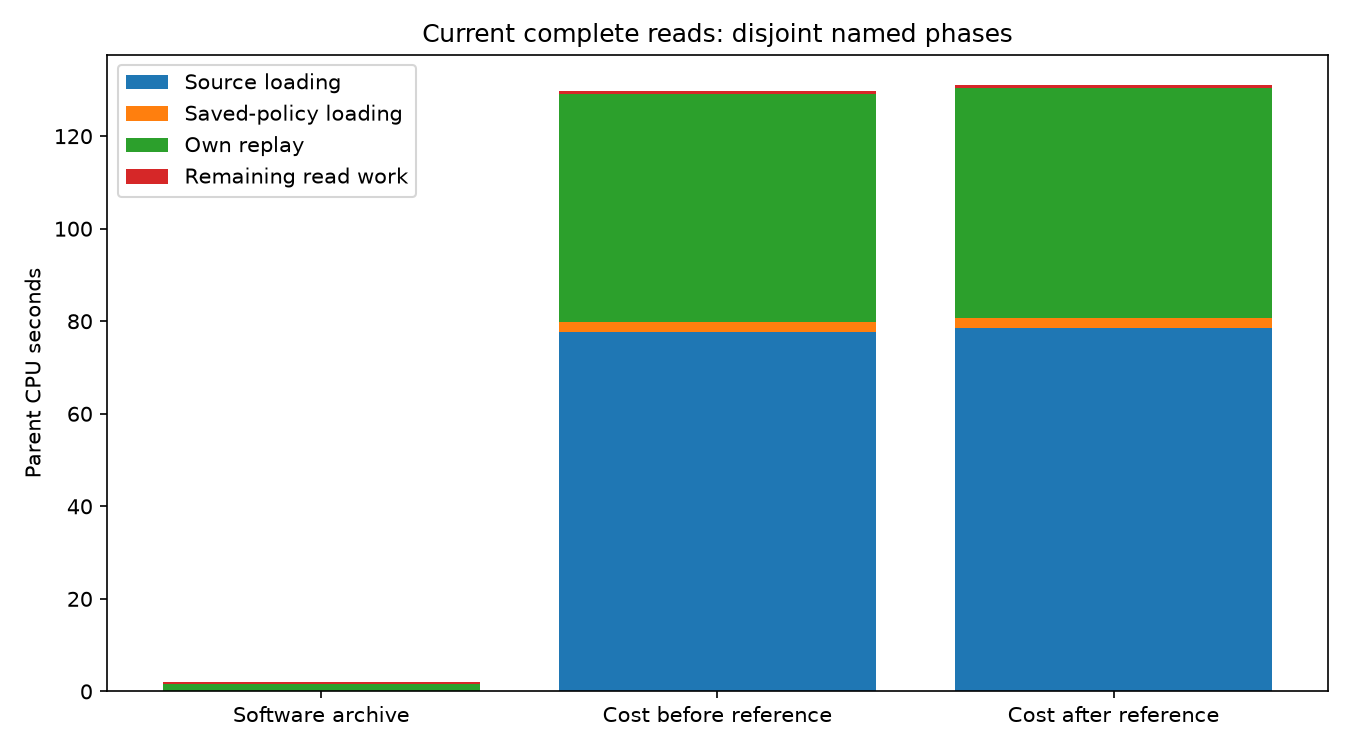 Current complete reads: disjoint named phases
Source loading
Saved-policy loading
Own replay
Remaining read work
Parent CPU seconds
120
100
80
60
40
20
0
Software archive
Cost before reference
Cost after reference